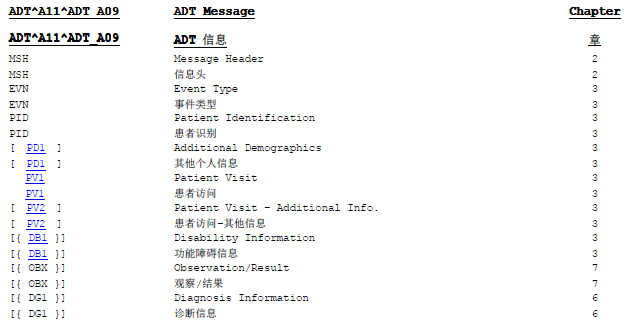 ADT^A11^ADT_A09 ADT Message Chapter
ADT^A11^ADT_A09 ADT 信息 章
MSH Message Header 2
MSH 信息头 2
EVN Event Type 3
EVN 事件类型 3
PID Patient Identification 3
PID 患者识别 3
[ PD1 ] Additional Demographics 3
[ PD1 ] 其他个人信息 3
PV1 Patient Visit 3
PV1 患者访问 3
[ PV2 ] Patient Visit - Additional Info. 3
[ PV2 ] 患者访问-其他信息 3
[{ DB1 }] Disability Information 3
[{ DB1 }] 功能障碍信息 3
[{ OBX }] Observation/Result 7
[{ OBX }] 观察/结果 7
[{ DG1 }] Diagnosis Information 6
[{ DG1 }] 诊断信息 6